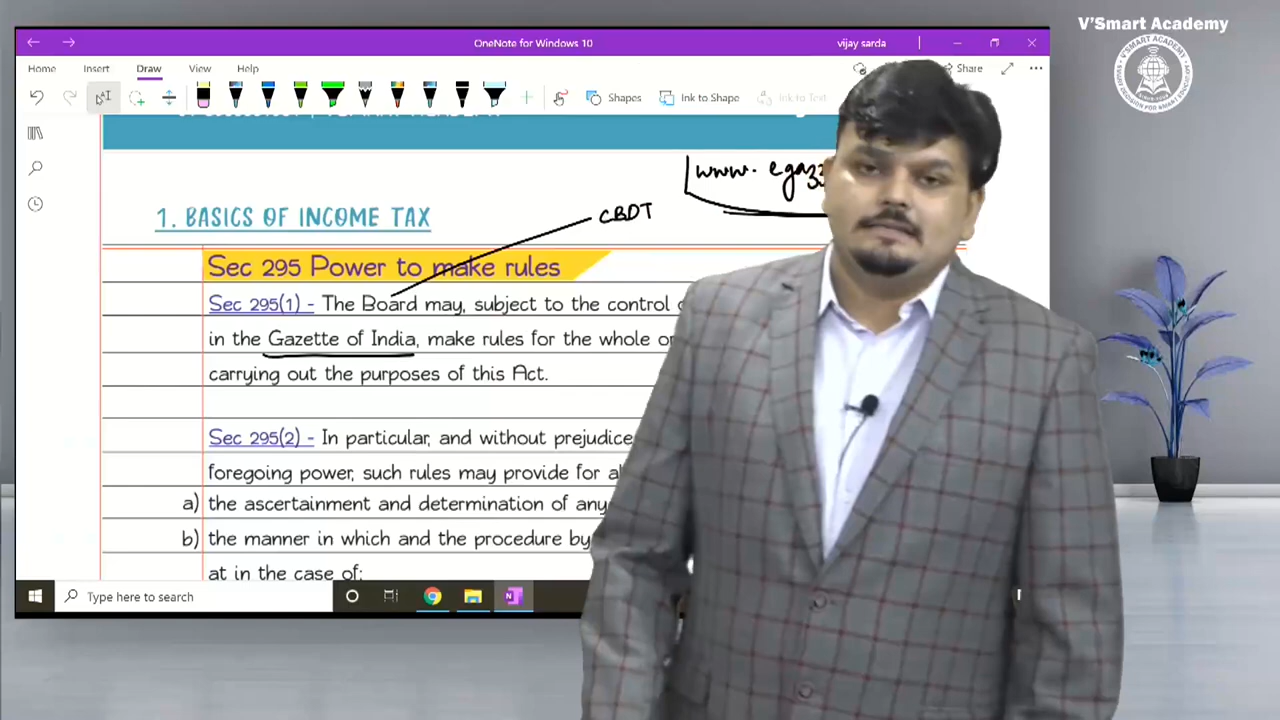 V'Smart Academy
OneNote for Windows 10
vijay sarda
Home
Insert
Draw
View
Help
Share
Shapes
Ink to Shape
Ink to Text
www. egaz
1. BASICS OF INCOME TAX
CBDT
Sec 295 Power to make rules
Sec 295(1) - The Board may, subject to the control
in the Gazette of India, make rules for the whole or
carrying out the purposes of this Act.
Sec 295(2) - In particular, and without prejudice
foregoing power, such rules may provide for
a) the ascertainment and determination of any
b) the manner in which and the procedure by
at in the case of:
Type here to search